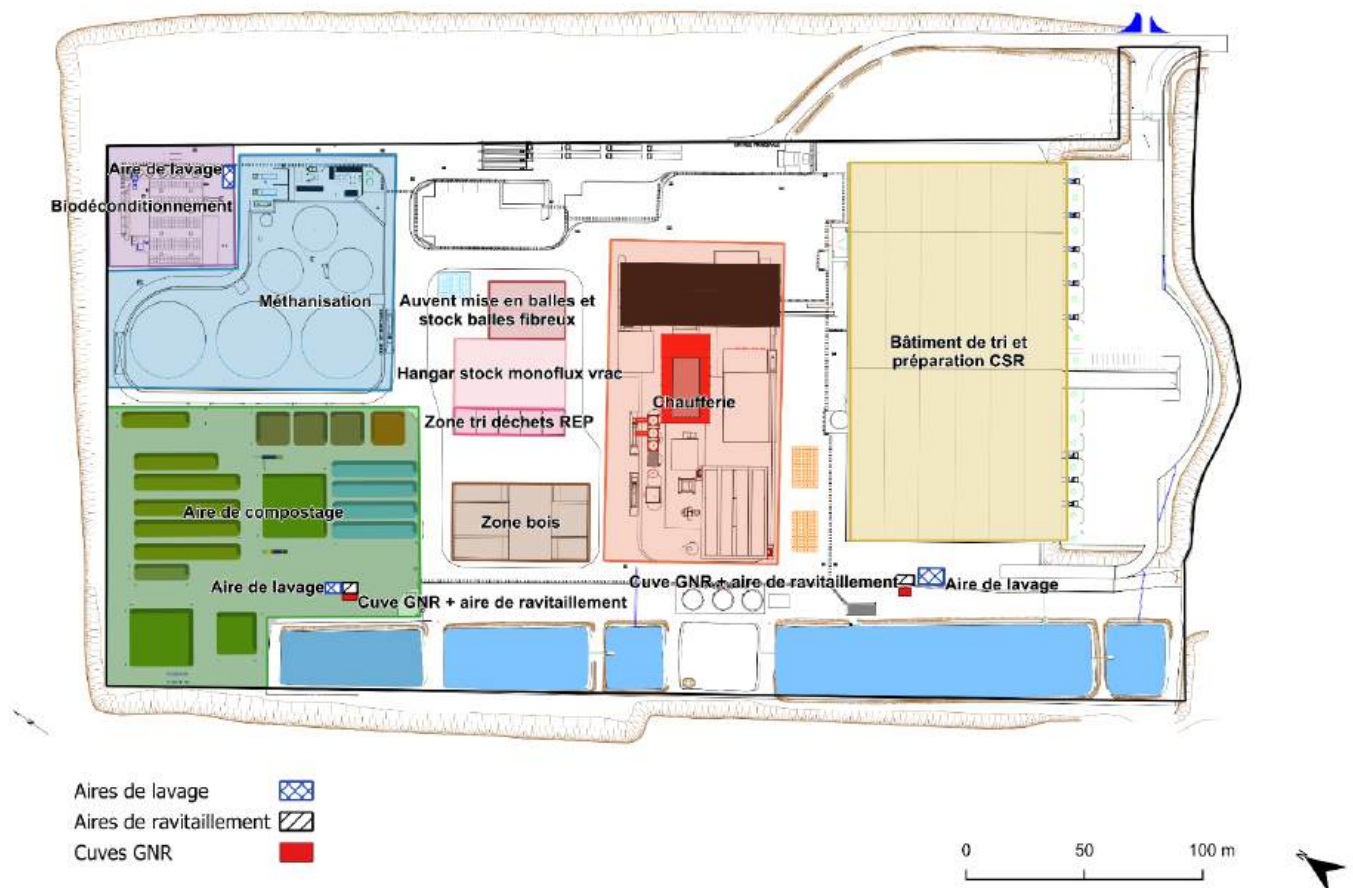 Aire de lavage
Biodéconditionnement
Méthanisation
Auvent mise en balles et
stock balles fibreux
Hangar stock monoflux vrac
Zone tri déchets REP
Chaufferie
Bâtiment de tri et
préparation CSR
Aire de compostage
Zone bois
Aire de lavage
Cuve GNR + aire de ravitaillement
Cuve GNR + aire de ravitaillement
Aire de lavage
Aires de lavage
Aires de ravitaillement
Cuves GNR
0 50 100 m
N